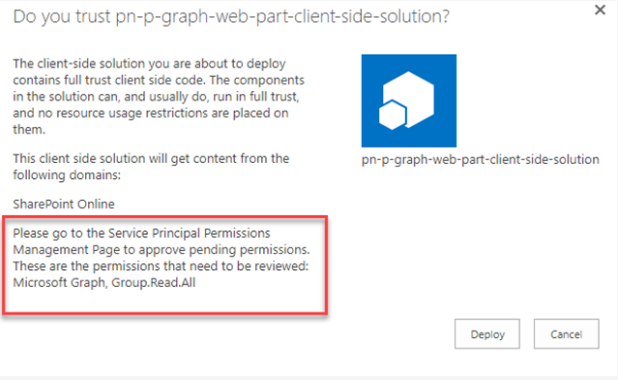 Do you trust pn-p-graph-web-part-client-side-solution?
The client-side solution you are about to deploy
contains full trust client side code. The components
in the solution can, and usually do, run in full trust,
and no resource usage restrictions are placed on
them.
This client side solution will get content from the
following domains:
SharePoint Online
Please go to the Service Principal Permissions
Management Page to approve pending permissions.
These are the permissions that need to be reviewed:
Microsoft Graph, Group.Read.All
pn-p-graph-web-part-client-side-solution
Deploy
Cancel